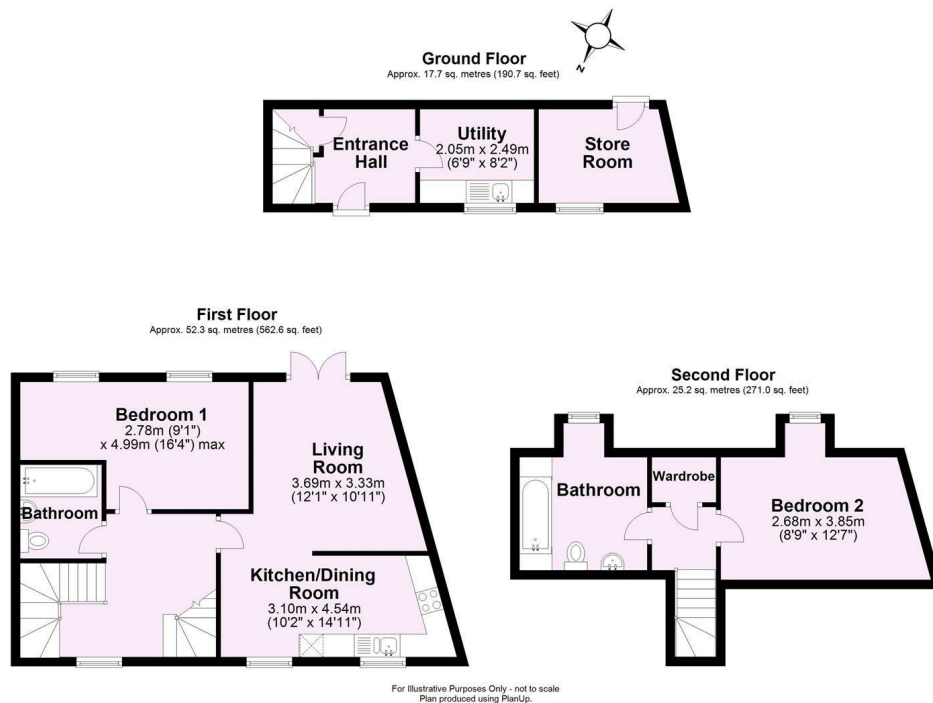 N
Ground Floor
Approx. 17.7 sq. metres (190.7 sq. feet)
Entrance
Hall
Utility
2.05m x 2.49m
(6'9" x 8'2")
Store
Room
First Floor
Approx. 52.3 sq. metres (562.6 sq. feet)
Bedroom 1
2.78m (9'1")
x 4.99m (16'4") max
Living
Room
3.69m x 3.33m
(12'1" x 10'11")
Bathroom
Kitchen/Dining
Room
3.10m x 4.54m
(10'2" x 14'11")
Second Floor
Approx. 25.2 sq. metres (271.0 sq. feet)
Bathroom
Wardrobe
Bedroom 2
2.68m x 3.85m
(8'9" x 12'7")
For Illustrative Purposes Only - not to scale
Plan produced using PlanUp.